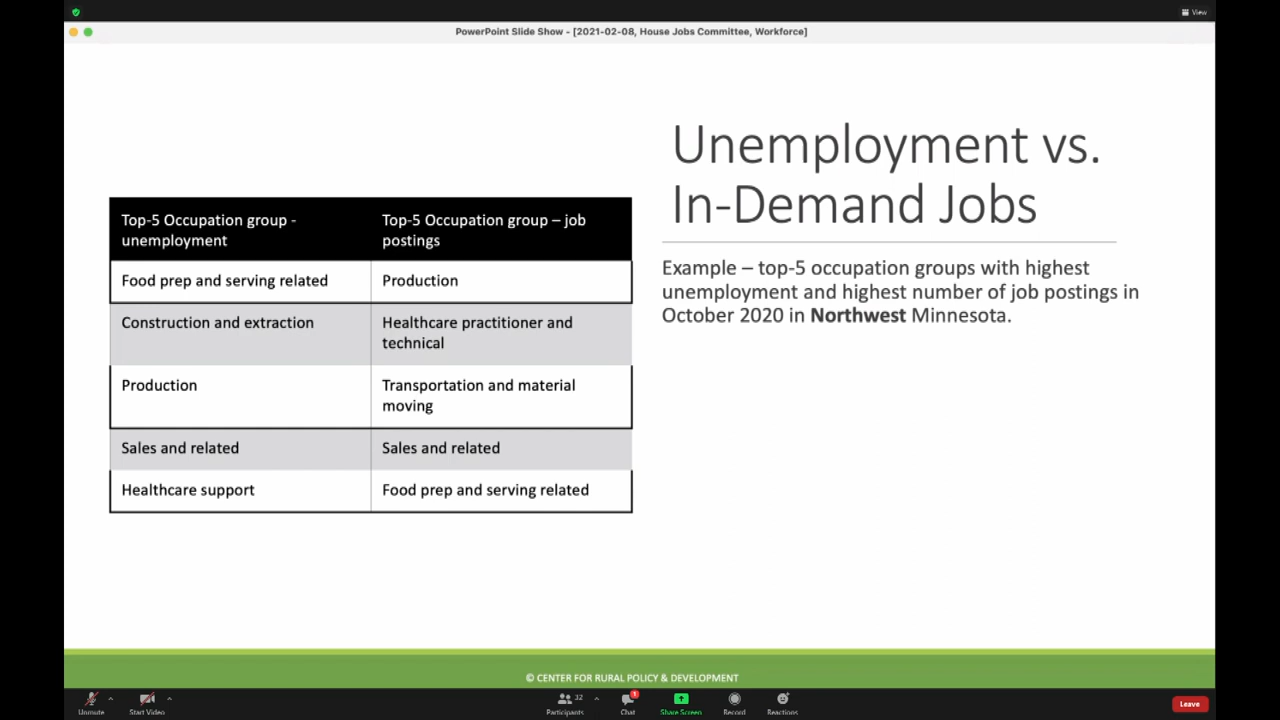 View
PowerPoint Slide Show - [2021-02-08, House Jobs Committee, Workforce]
Unemployment vs.
In-Demand Jobs
Example – top-5 occupation groups with highest
unemployment and highest number of job postings in
October 2020 in Northwest Minnesota.
Top-5 Occupation group -
unemployment
Top-5 Occupation group – job
postings
Food prep and serving related
Production
Construction and extraction
Healthcare practitioner and
technical
Production
Transportation and material
moving
Sales and related
Sales and related
Healthcare support
Food prep and serving related
© CENTER FOR RURAL POLICY & DEVELOPMENT
Unmute
Start Video
32
Participants
1
Chat
Share Screen
Record
Reactions
Leave